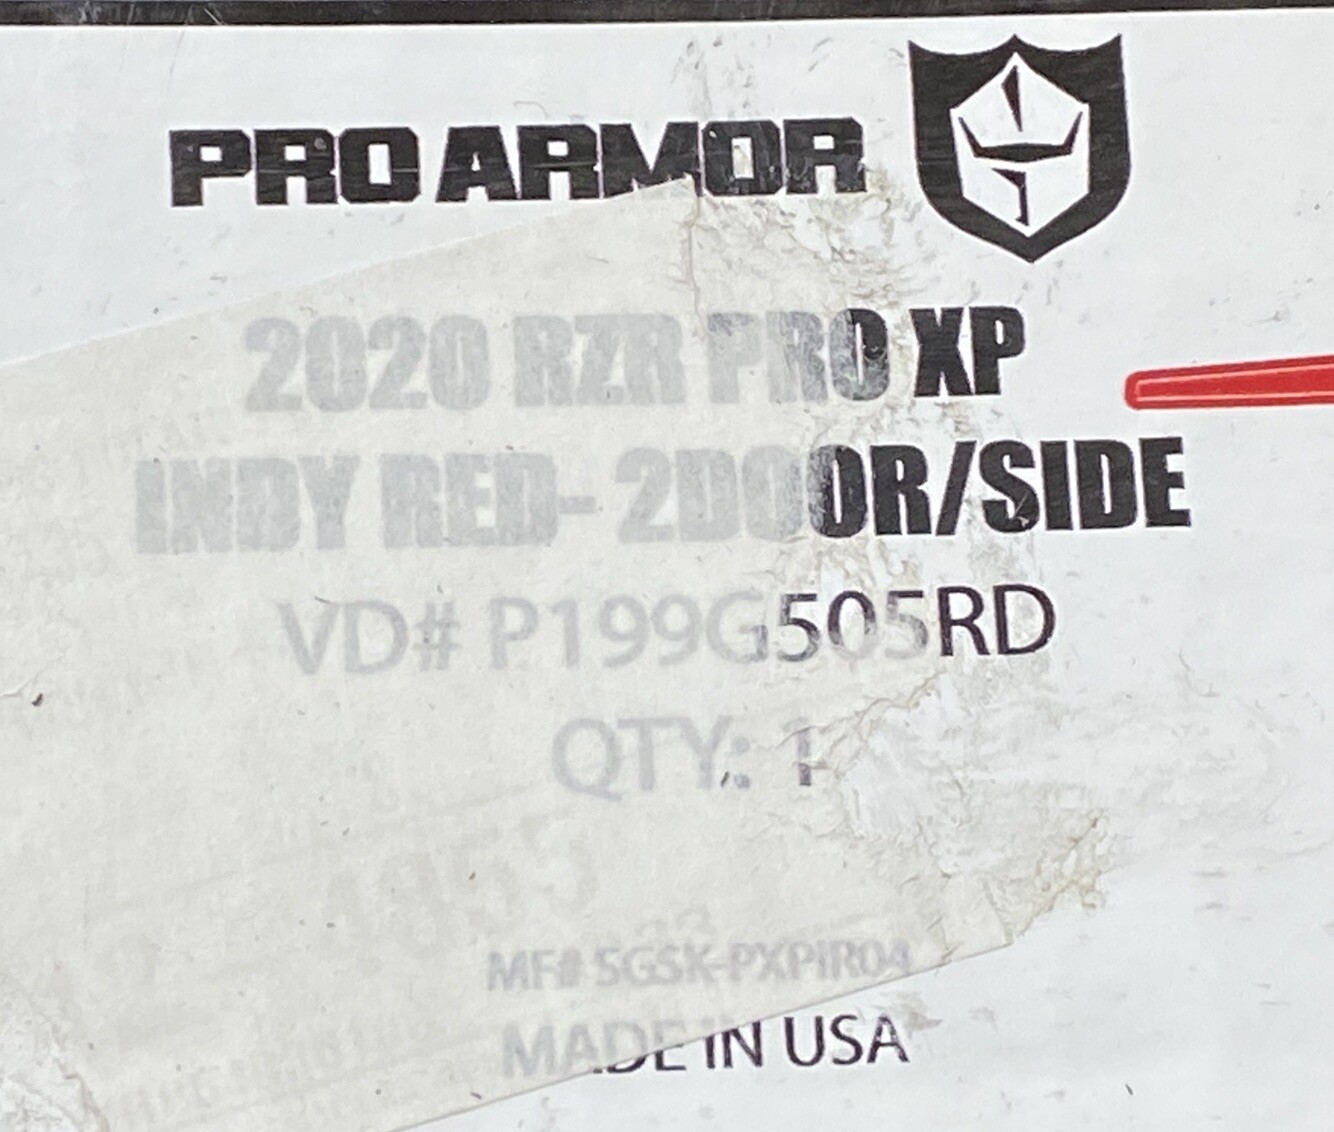 PRO ARMOR
2020 RZR PRO XP
INDY RED- 2DOOR/SIDE
VD# P199G505RD
QTY: 1
MF# 5GSK-PXPIR04
MADE IN USA